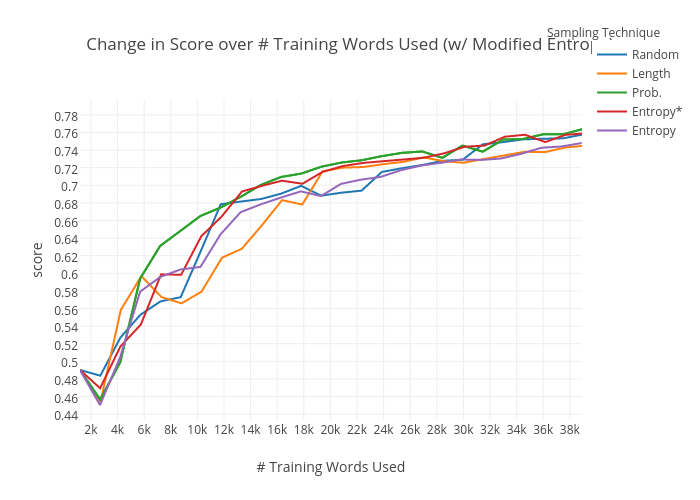 Change in Score over # Training Words Used (w/ Modified
Sampling Technique
Random
Length
Prob.
Entropy*
Entropy
score
0.78
0.76
0.74
0.72
0.7
0.68
0.66
0.64
0.62
0.6
0.58
0.56
0.54
0.52
0.5
0.48
0.46
0.44
2k 4k 6k 8k 10k 12k 14k 16k 18k 20k 22k 24k 26k 28k 30k 32k 34k 36k 38k
# Training Words Used